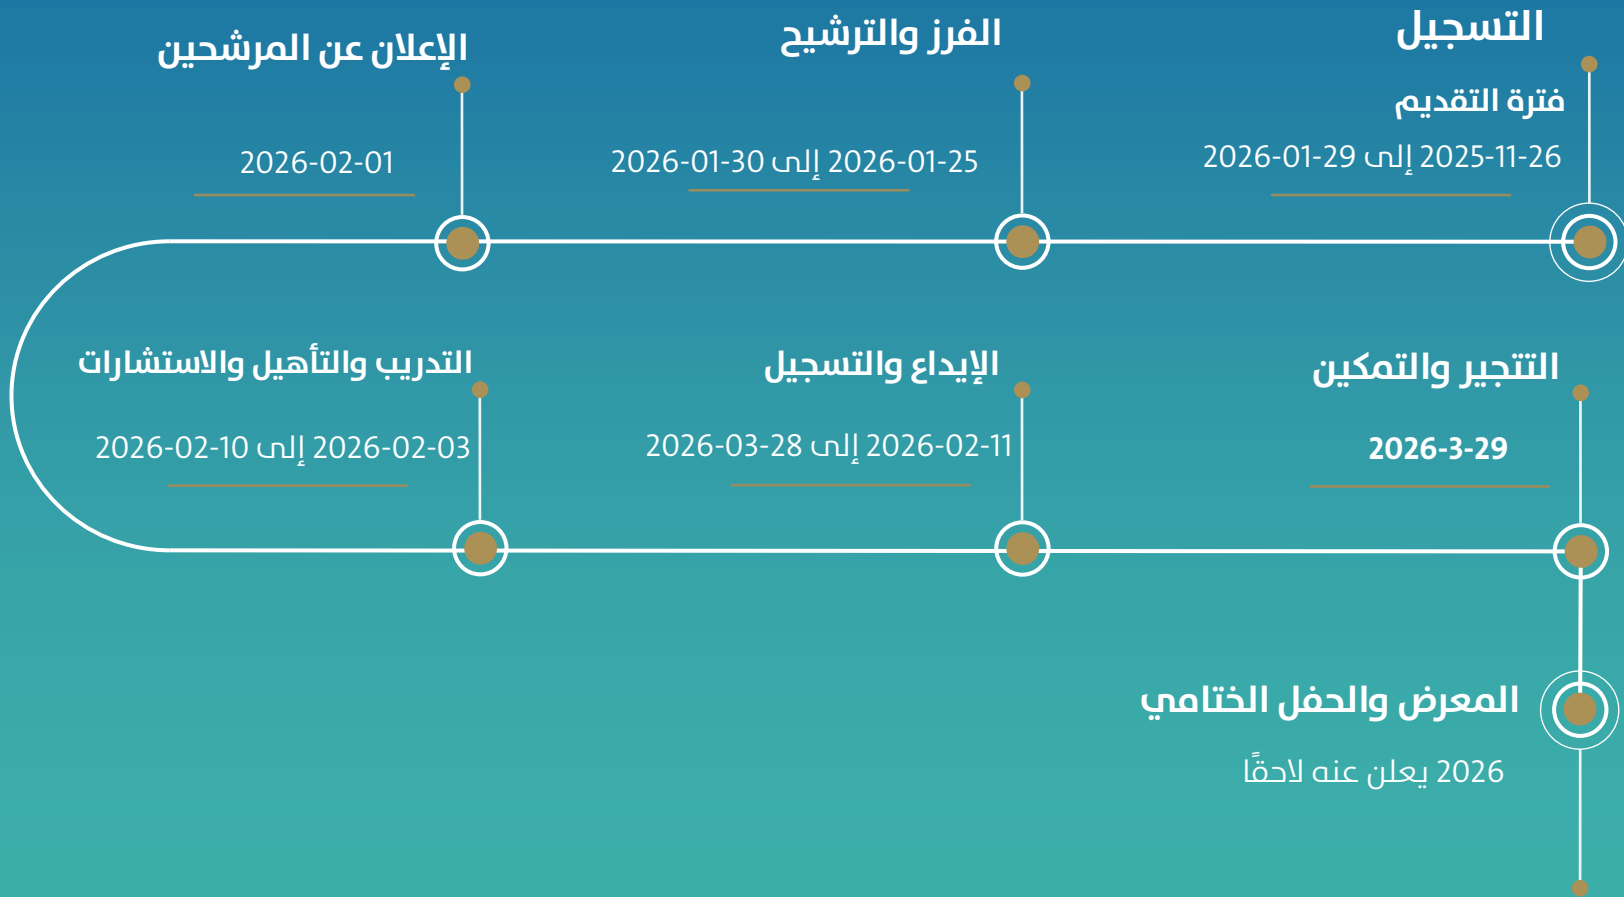 التسجيل
فترة التقديم
2025-11-26 إلى 2026-01-29
الفرز والترشيح
2026-01-25 إلى 2026-01-30
الإعلان عن المرشحين
2026-02-01
التدريب والتأهيل والاستشارات
2026-02-03 إلى 2026-02-10
الإيداع والتسجيل
2026-02-11 إلى 2026-03-28
التتجير والتمكين
2026-3-29
المعرض والحفل الختامي
2026 يعلن عنه لاحقًا